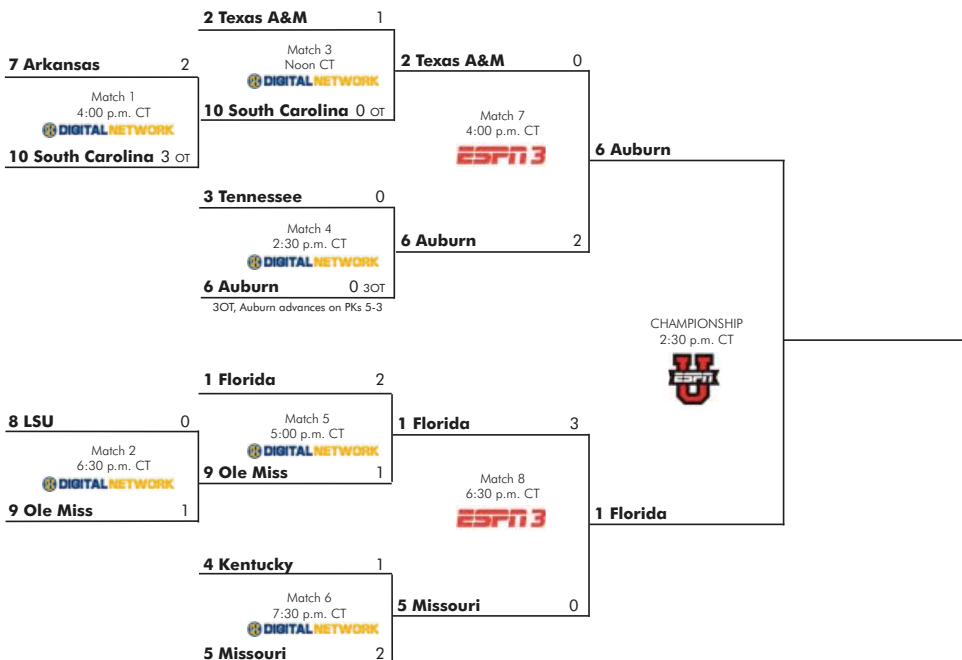 2 Texas A&M 1
Match 3
Noon CT
DIGITAL NETWORK
10 South Carolina 0 OT
7 Arkansas 2
Match 1
4:00 p.m. CT
DIGITAL NETWORK
10 South Carolina 3 OT
2 Texas A&M 0
Match 7
4:00 p.m. CT
ESPN3
6 Auburn 2
3 Tennessee 0
Match 4
2:30 p.m. CT
DIGITAL NETWORK
6 Auburn 0 3OT
3OT, Auburn advances on PKs 5-3
6 Auburn
CHAMPIONSHIP
2:30 p.m. CT
ESPN U
1 Florida
1 Florida 2
Match 5
5:00 p.m. CT
DIGITAL NETWORK
9 Ole Miss 1
8 LSU 0
Match 2
6:30 p.m. CT
DIGITAL NETWORK
9 Ole Miss 1
1 Florida 3
Match 8
6:30 p.m. CT
ESPN3
5 Missouri 0
4 Kentucky 1
Match 6
7:30 p.m. CT
DIGITAL NETWORK
5 Missouri 2